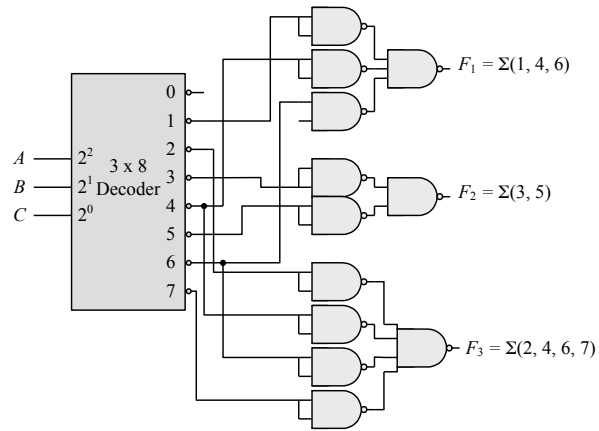 0
1
2
3
4
5
6
7
A
B
C
2²
2¹
2⁰
3 x 8
Decoder
F₁ = Σ(1, 4, 6)
F₂ = Σ(3, 5)
F₃ = Σ(2, 4, 6, 7)